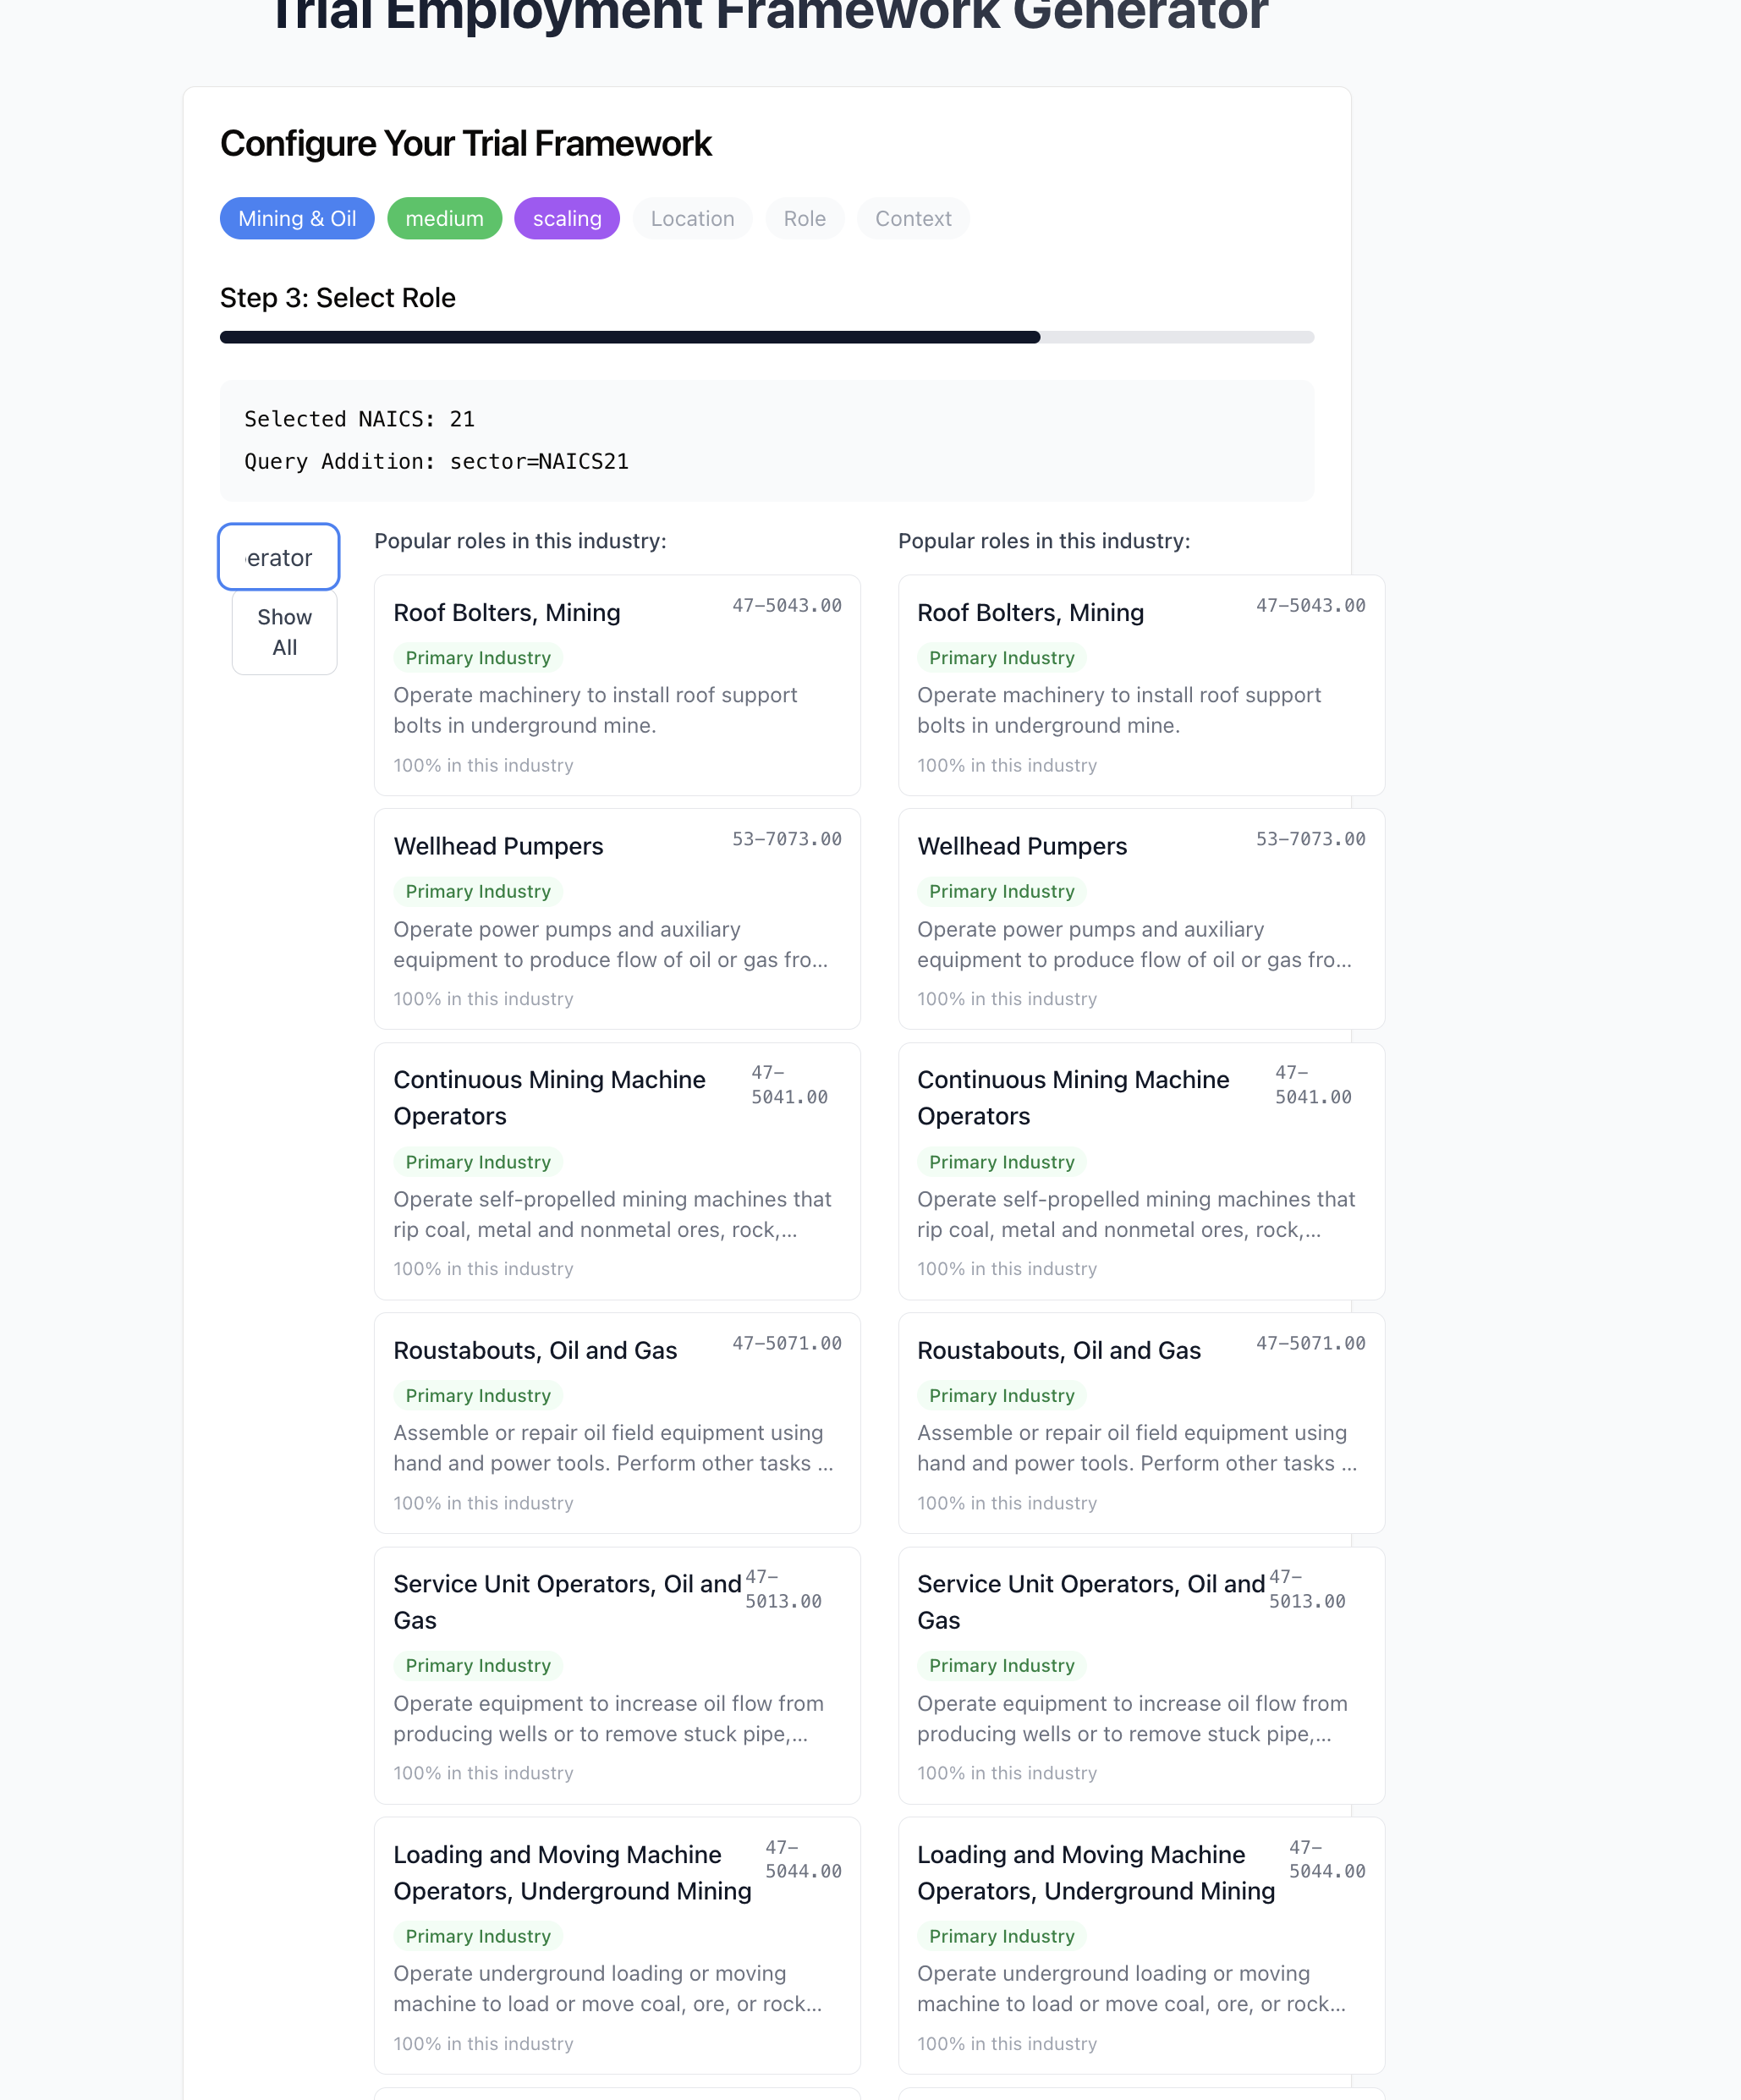 Trial Employment Framework Generator
Configure Your Trial Framework
Mining & Oil
medium
scaling
Location
Role
Context
Step 3: Select Role
Selected NAICS: 21
Query Addition: sector=NAICS21
erator
Show
All
Popular roles in this industry:
Roof Bolters, Mining
47-5043.00
Primary Industry
Operate machinery to install roof support
bolts in underground mine.
100% in this industry
Wellhead Pumpers
53-7073.00
Primary Industry
Operate power pumps and auxiliary
equipment to produce flow of oil or gas fro...
100% in this industry
Continuous Mining Machine
Operators
47-
5041.00
Primary Industry
Operate self-propelled mining machines that
rip coal, metal and nonmetal ores, rock,...
100% in this industry
Roustabouts, Oil and Gas
47-5071.00
Primary Industry
Assemble or repair oil field equipment using
hand and power tools. Perform other tasks ...
100% in this industry
Service Unit Operators, Oil and
Gas
47-
5013.00
Primary Industry
Operate equipment to increase oil flow from
producing wells or to remove stuck pipe,...
100% in this industry
Loading and Moving Machine
Operators, Underground Mining
47-
5044.00
Primary Industry
Operate underground loading or moving
machine to load or move coal, ore, or rock...
100% in this industry
Popular roles in this industry:
Roof Bolters, Mining
47-5043.00
Primary Industry
Operate machinery to install roof support
bolts in underground mine.
100% in this industry
Wellhead Pumpers
53-7073.00
Primary Industry
Operate power pumps and auxiliary
equipment to produce flow of oil or gas fro...
100% in this industry
Continuous Mining Machine
Operators
47-
5041.00
Primary Industry
Operate self-propelled mining machines that
rip coal, metal and nonmetal ores, rock,...
100% in this industry
Roustabouts, Oil and Gas
47-5071.00
Primary Industry
Assemble or repair oil field equipment using
hand and power tools. Perform other tasks ...
100% in this industry
Service Unit Operators, Oil and
Gas
47-
5013.00
Primary Industry
Operate equipment to increase oil flow from
producing wells or to remove stuck pipe,...
100% in this industry
Loading and Moving Machine
Operators, Underground Mining
47-
5044.00
Primary Industry
Operate underground loading or moving
machine to load or move coal, ore, or rock...
100% in this industry